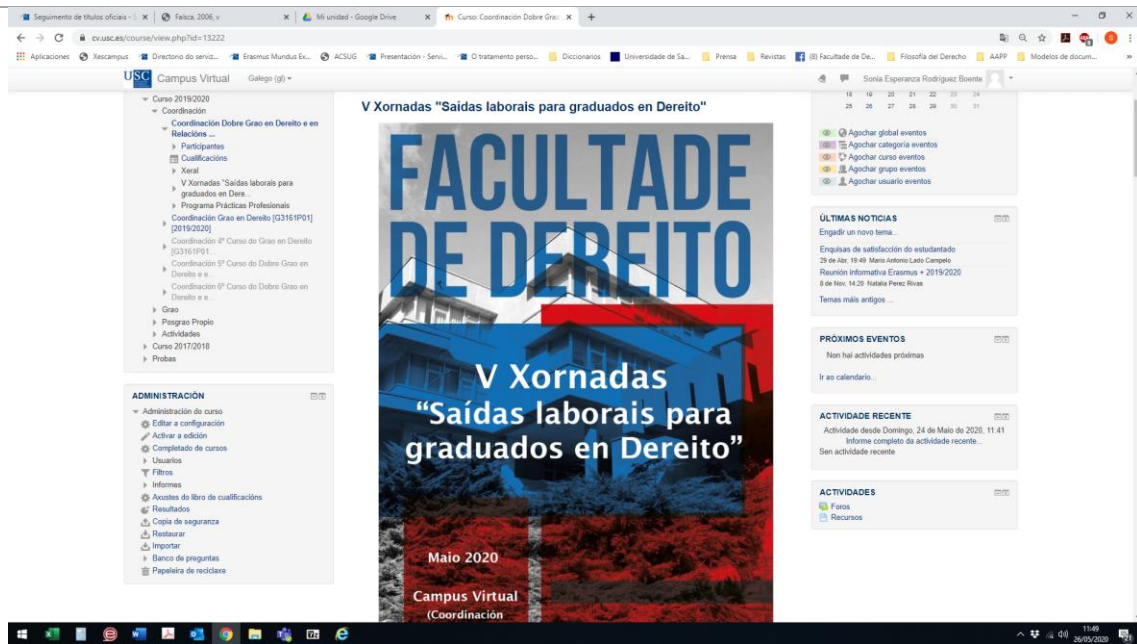 Seguimento de títulos oficiais - S
Falsca, 2006, v
Mi unidad - Google Drive
Curso: Coordinación Dobre Grao
cv.usc.es/course/view.php?id=13222
Aplicaciones
Xescampus
Directorio do serviz...
Erasmus Mundus Ex...
ACSUG
Presentación - Servi...
O tratamento perso...
Diccionarios
Universidade de Sa...
Prensa
Revistas
(8) Facultade de De...
Filosofía del Derecho
AAPP
Modelos de docum...
USC Campus Virtual Galego (gl)
Sonia Esperanza Rodríguez Boente
Curso 2019/2020
Coordinación
Coordinación Dobre Grao en Dereito e en
Relacións ...
Participantes
Cualificacións
Xeral
V Xornadas "Saídas laborais para
graduados en Dere...
Programa Prácticas Profesionais
Coordinación Grao en Dereito [G3161P01]
[2019/2020]
Coordinación 4º Curso do Grao en Dereito
[G3161P01...
Coordinación 5º Curso do Dobre Grao en
Dereito e e...
Coordinación 6º Curso do Dobre Grao en
Dereito e e...
Grao
Posgrao Propio
Actividades
Curso 2017/2018
Probas
ADMINISTRACIÓN
Administración do curso
Editar a configuración
Activar a edición
Completado de cursos
Usuarios
Filtros
Informes
Axustes do libro de cualificacións
Resultados
Copia de seguranza
Restaurar
Importar
Banco de preguntas
Papeleira de reciclaxe
V Xornadas "Saídas laborais para graduados en Dereito"
FACULTADE
DE DEREITO
V Xornadas
“Saídas laborais para
graduados en Dereito”
Maio 2020
Campus Virtual
(Coordinación
18 19 20 21 22 23 24
25 26 27 28 29 30 31
Agochar global eventos
Agochar categoría eventos
Agochar curso eventos
Agochar grupo eventos
Agochar usuario eventos
ÚLTIMAS NOTICIAS
Engadir un novo tema...
Enquisas de satisfacción do estudantado
29 de Abr, 19:49 Mario Antonio Lado Campelo
Reunión informativa Erasmus + 2019/2020
8 de Nov, 14:20 Natalia Perez Rivas
Temas máis antigos ...
PRÓXIMOS EVENTOS
Non hai actividades próximas
Ir ao calendario...
ACTIVIDADE RECENTE
Actividade desde Domingo, 24 de Maio do 2020, 11:41
Informe completo da actividade recente...
Sen actividade recente
ACTIVIDADES
Foros
Recursos
11:49
26/05/2020